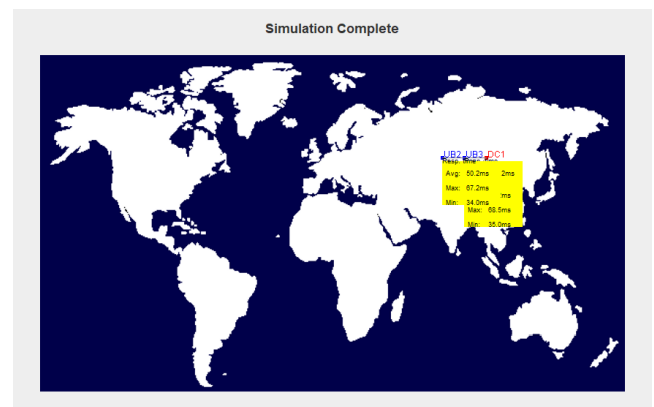 Simulation Complete
UB2 UB3 DC1
Avg: 50.2ms 2ms
Max: 67.2ms
ms
Min: 34.0ms
Max: 68.5ms
Min: 35.0ms